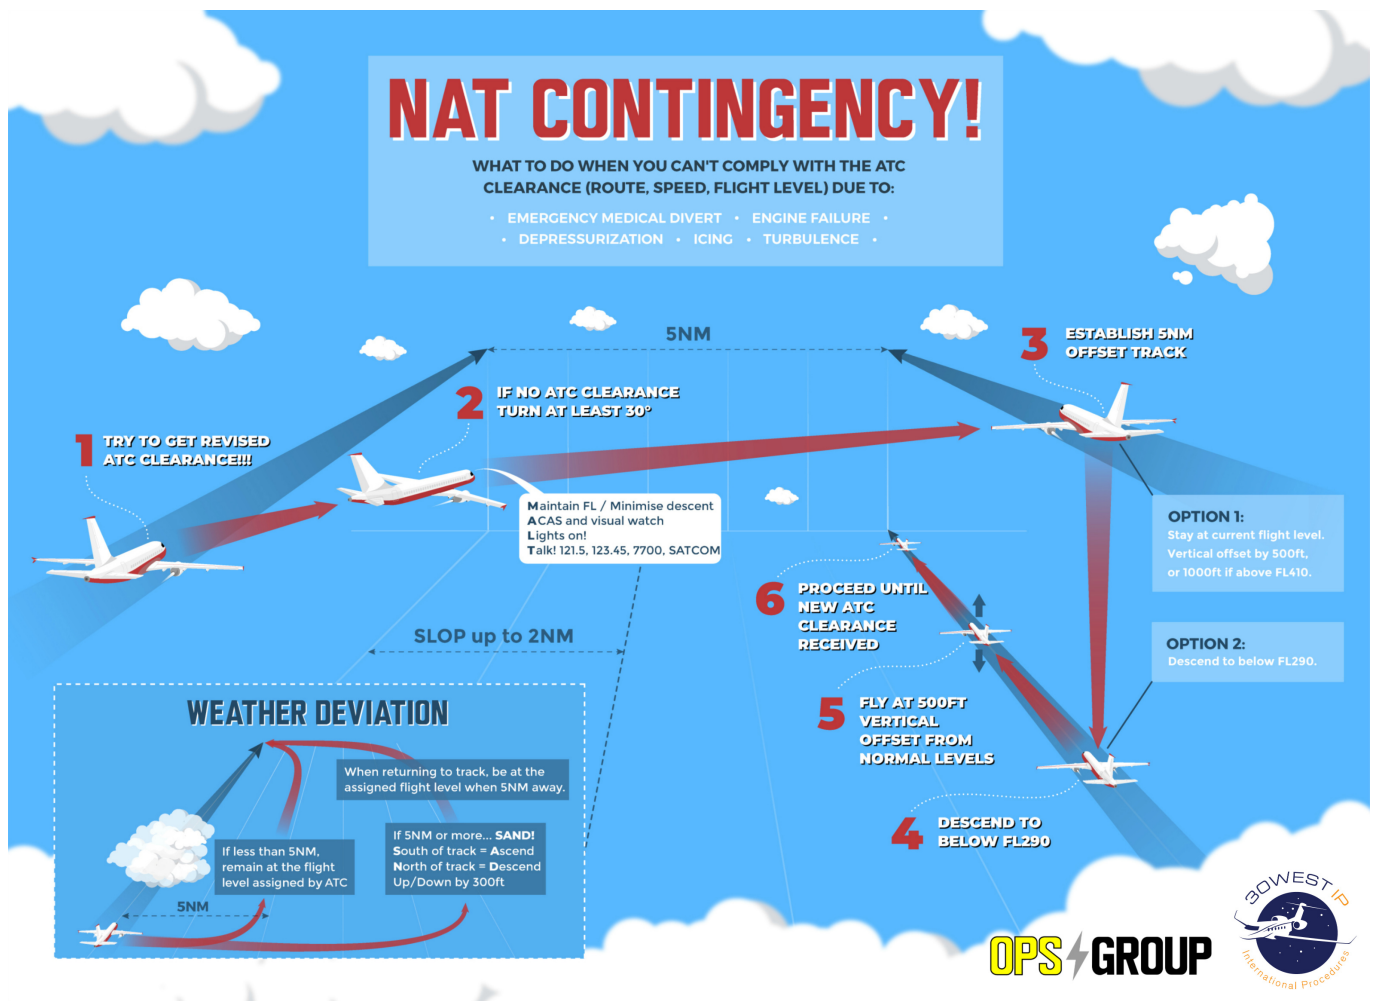 NAT CONTINGENCY!
WHAT TO DO WHEN YOU CAN'T COMPLY WITH THE ATC
CLEARANCE (ROUTE, SPEED, FLIGHT LEVEL) DUE TO:
• EMERGENCY MEDICAL DIVERT • ENGINE FAILURE •
• DEPRESSURIZATION • ICING • TURBULENCE •
5NM
1 TRY TO GET REVISED
ATC CLEARANCE!!!
2 IF NO ATC CLEARANCE
TURN AT LEAST 30°
Maintain FL / Minimise descent
ACAS and visual watch
Lights on!
Talk! 121.5, 123.45, 7700, SATCOM
3 ESTABLISH 5NM
OFFSET TRACK
OPTION 1:
Stay at current flight level.
Vertical offset by 500ft,
or 1000ft if above FL410.
OPTION 2:
Descend to below FL290.
4 DESCEND TO
BELOW FL290
5 FLY AT 500FT
VERTICAL
OFFSET FROM
NORMAL LEVELS
6 PROCEED UNTIL
NEW ATC
CLEARANCE
RECEIVED
SLOP up to 2NM
WEATHER DEVIATION
When returning to track, be at the
assigned flight level when 5NM away.
If less than 5NM,
remain at the flight
level assigned by ATC
If 5NM or more... SAND!
South of track = Ascend
North of track = Descend
Up/Down by 300ft
5NM
OPS GROUP
30WEST IP
International Procedures